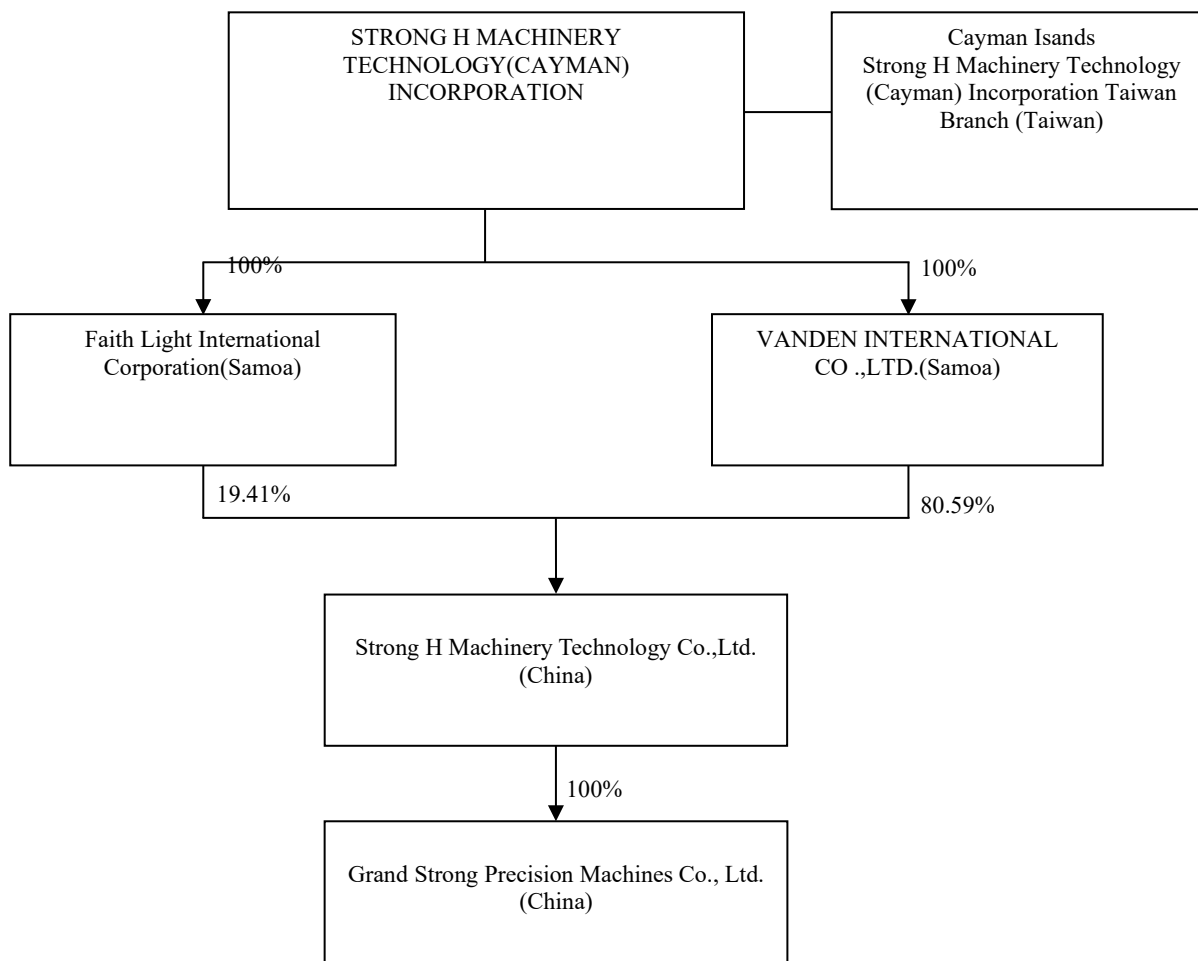 STRONG H MACHINERY
TECHNOLOGY(CAYMAN)
INCORPORATION
Cayman Isands
Strong H Machinery Technology
(Cayman) Incorporation Taiwan
Branch (Taiwan)
100%
100%
Faith Light International
Corporation(Samoa)
VANDEN INTERNATIONAL
CO .,LTD.(Samoa)
19.41%
80.59%
Strong H Machinery Technology Co.,Ltd.
(China)
100%
Grand Strong Precision Machines Co., Ltd.
(China)